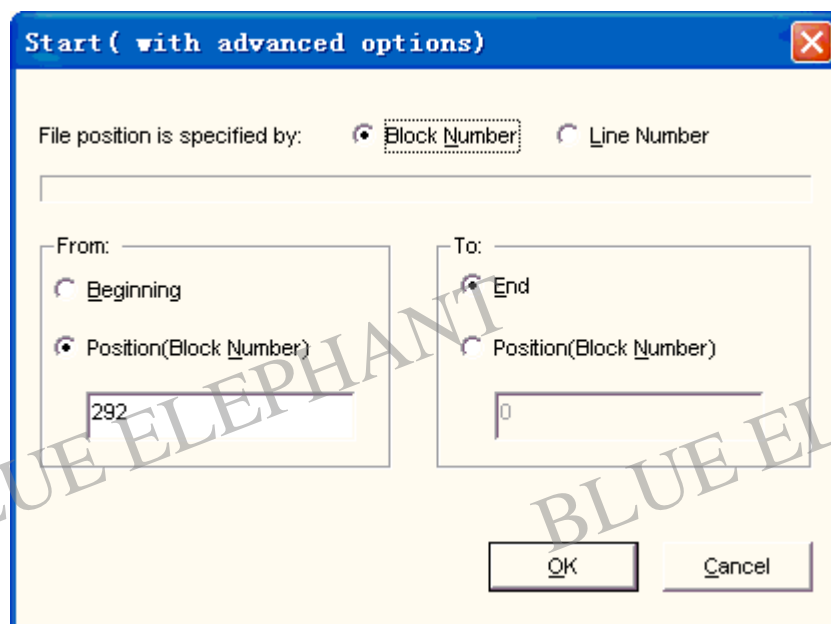 Start( with advanced options)
File position is specified by: Block Number Line Number
From: To:
Beginning End
Position(Block Number) Position(Block Number)
292 0
OK Cancel
BLUE ELEPHANT
BLUE EL